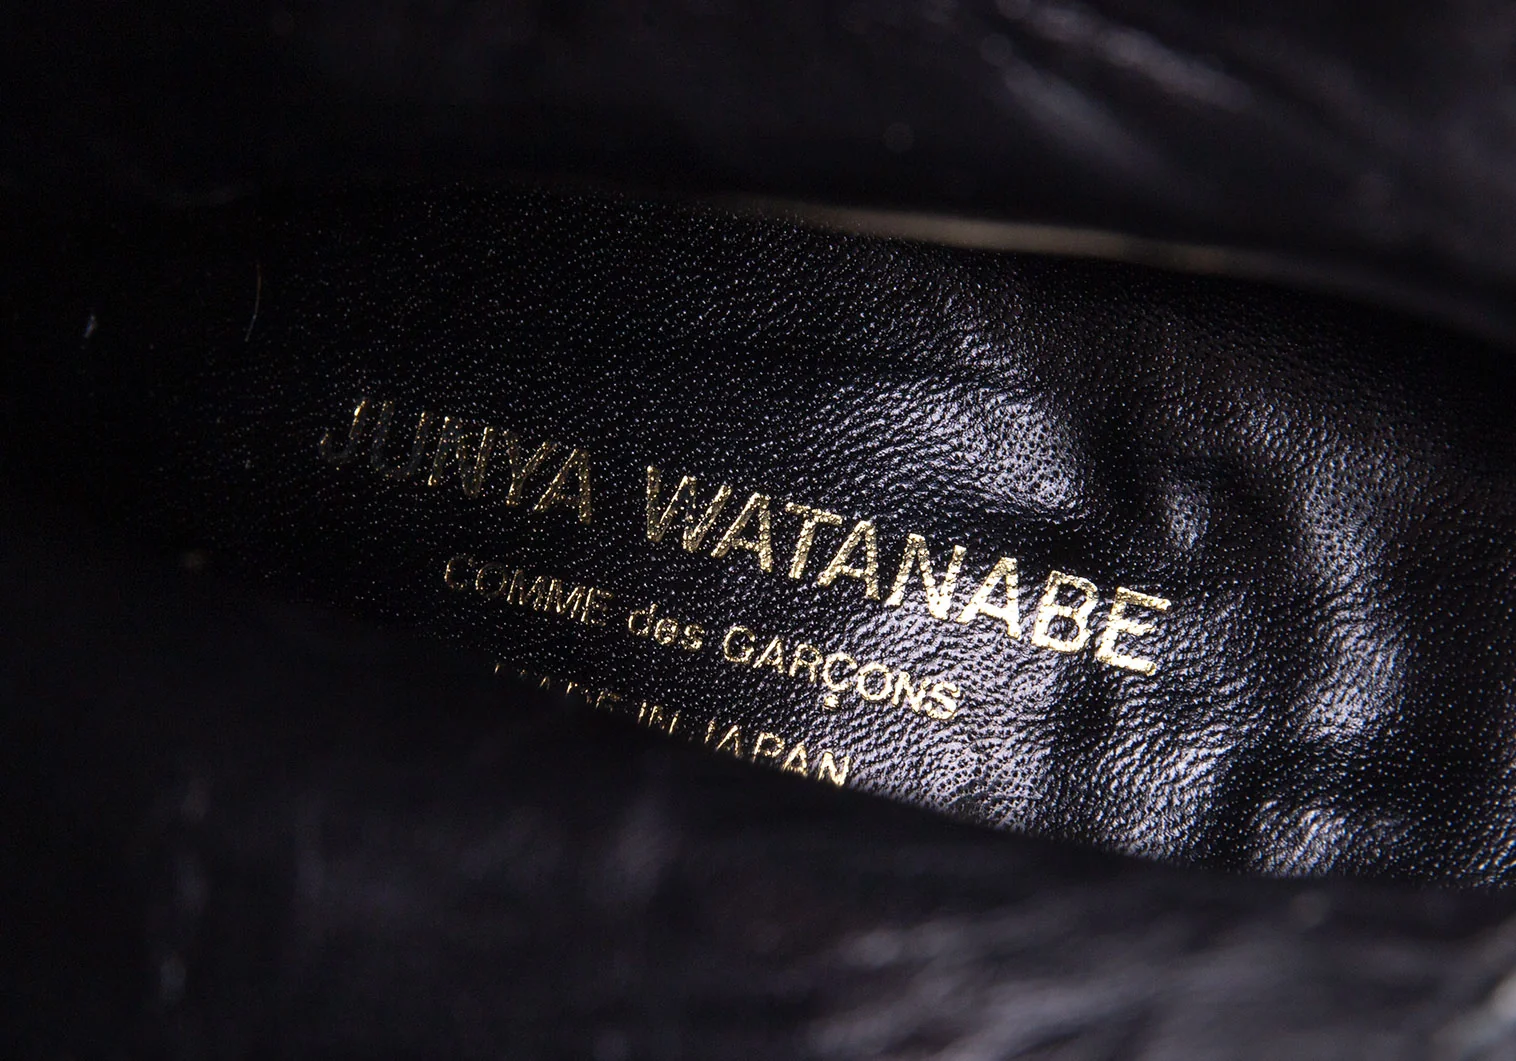 JUNYA WATANABE
COMME des GARÇONS
MADE IN JAPAN